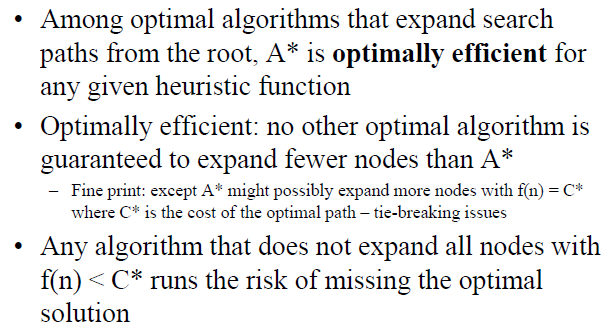 • Among optimal algorithms that expand search
paths from the root, A* is optimally efficient for
any given heuristic function
• Optimally efficient: no other optimal algorithm is
guaranteed to expand fewer nodes than A*
– Fine print: except A* might possibly expand more nodes with f(n) = C*
where C* is the cost of the optimal path – tie-breaking issues
• Any algorithm that does not expand all nodes with
f(n) < C* runs the risk of missing the optimal
solution